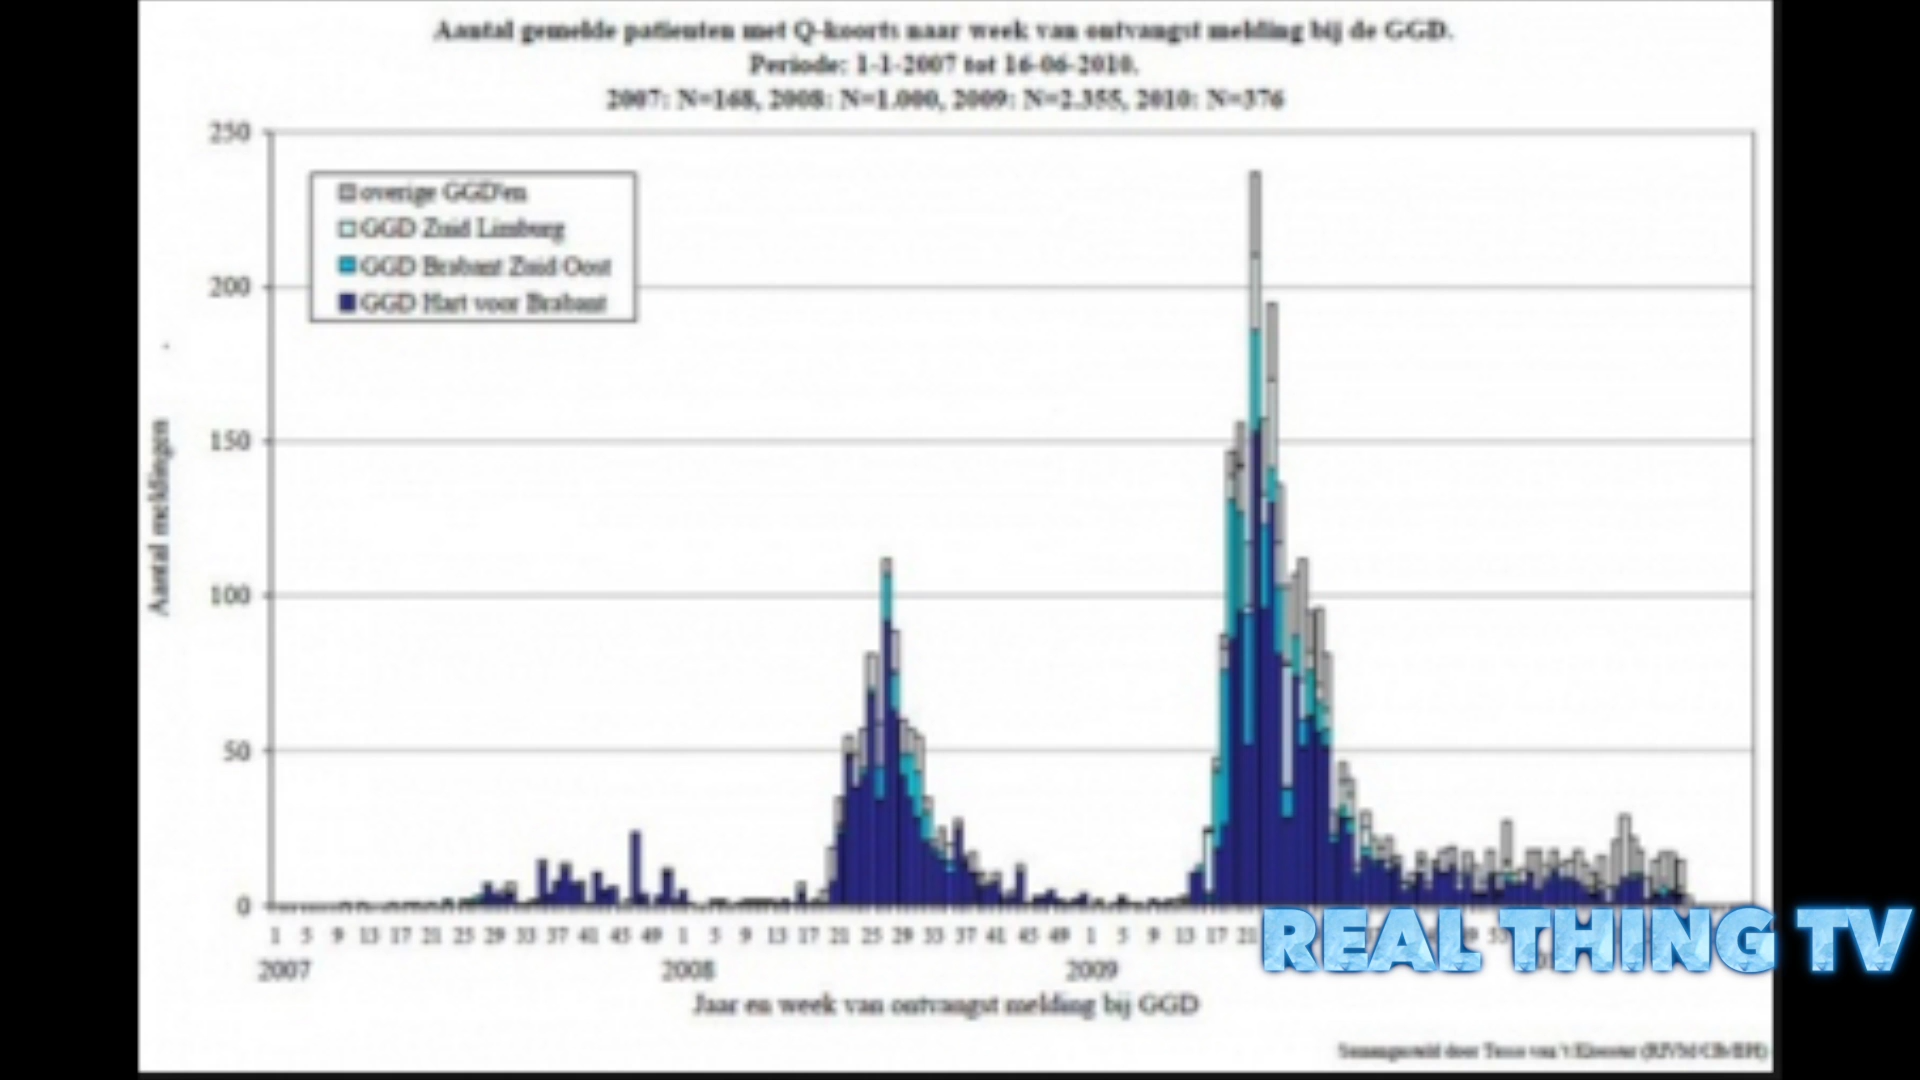 Aantal gemelde patienten met Q-koorts naar week van ontvangst melding bij de GGD.
Periode: 1-1-2007 tot 16-06-2010.
2007: N=168, 2008: N=1.000, 2009: N=2.355, 2010: N=376
250
overige GGD'en
GGD Zuid Limburg
GGD Brabant Zuid Oost
GGD Hart voor Brabant
200
150
100
50
0
Aantal meldingen
1 5 9 13 17 21 25 29 33 37 41 45 49 1 5 9 13 17 21 25 29 33 37 41 45 49 1 5 9 13 17 21
2007 2008 2009
REAL THING TV
Jaar en week van ontvangst melding bij GGD
door